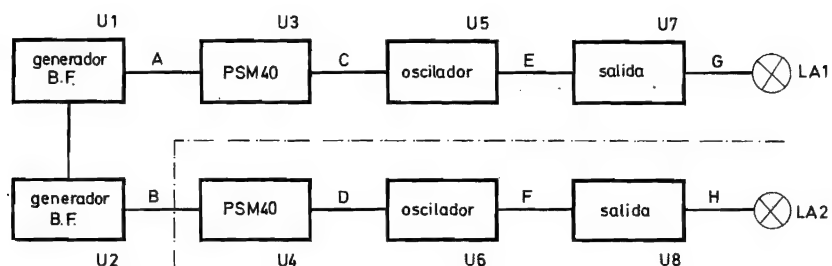 U1
U3
U5
U7
generador
B.F.
A
PSM40
C
oscilador
E
salida
G
LA1
generador
B.F.
B
PSM40
D
oscilador
F
salida
H
LA2
U2
U4
U6
U8